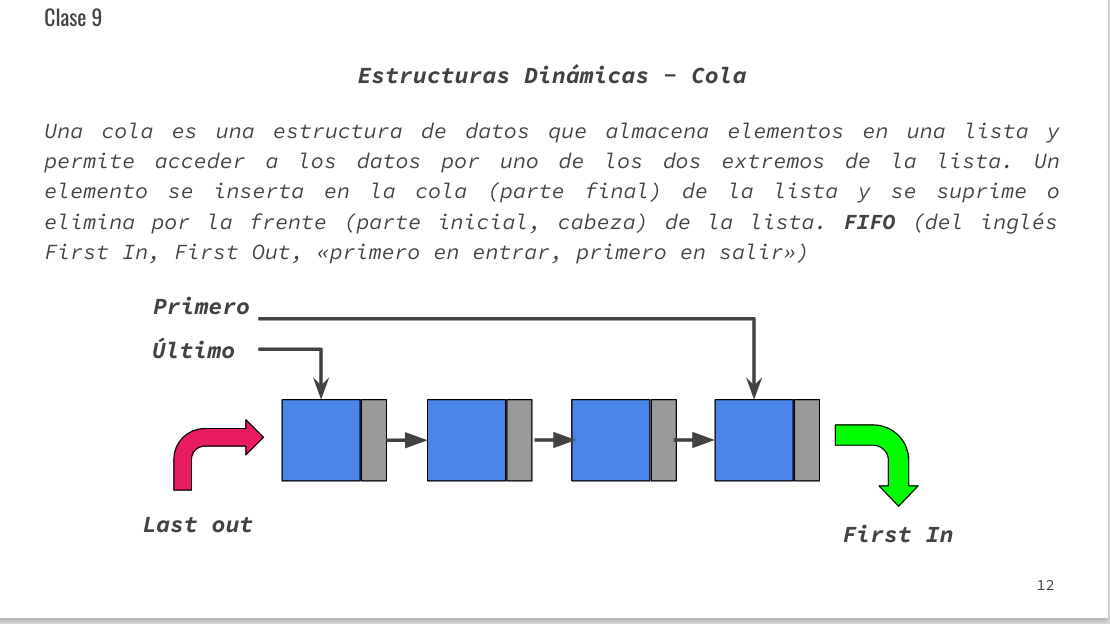 Clase 9
Estructuras Dinámicas - Cola
Una cola es una estructura de datos que almacena elementos en una lista y
permite acceder a los datos por uno de los dos extremos de la lista. Un
elemento se inserta en la cola (parte final) de la lista y se suprime o
elimina por la frente (parte inicial, cabeza) de la lista. FIFO (del inglés
First In, First Out, «primero en entrar, primero en salir»)
Primero
Último
Last out
First In
12